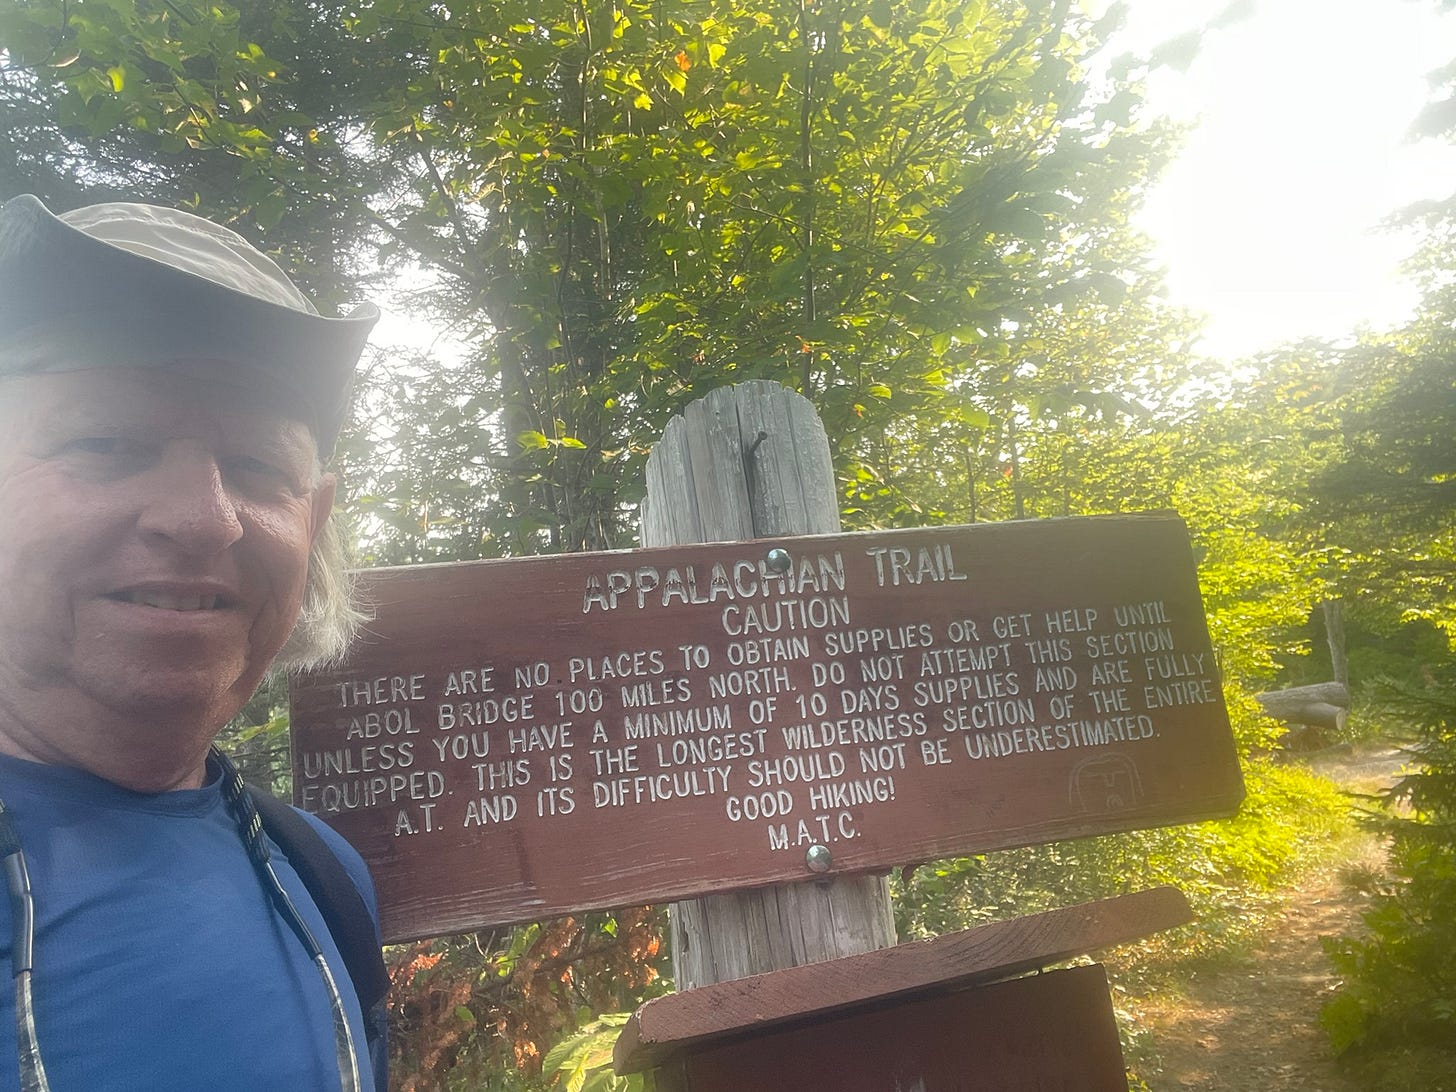 APPALACHIAN TRAIL
CAUTION
THERE ARE NO PLACES TO OBTAIN SUPPLIES OR GET HELP UNTIL
ABOL BRIDGE 100 MILES NORTH. DO NOT ATTEMPT THIS SECTION
UNLESS YOU HAVE A MINIMUM OF 10 DAYS SUPPLIES AND ARE FULLY
EQUIPPED. THIS IS THE LONGEST WILDERNESS SECTION OF THE ENTIRE
A.T. AND ITS DIFFICULTY SHOULD NOT BE UNDERESTIMATED.
GOOD HIKING!
M.A.T.C.